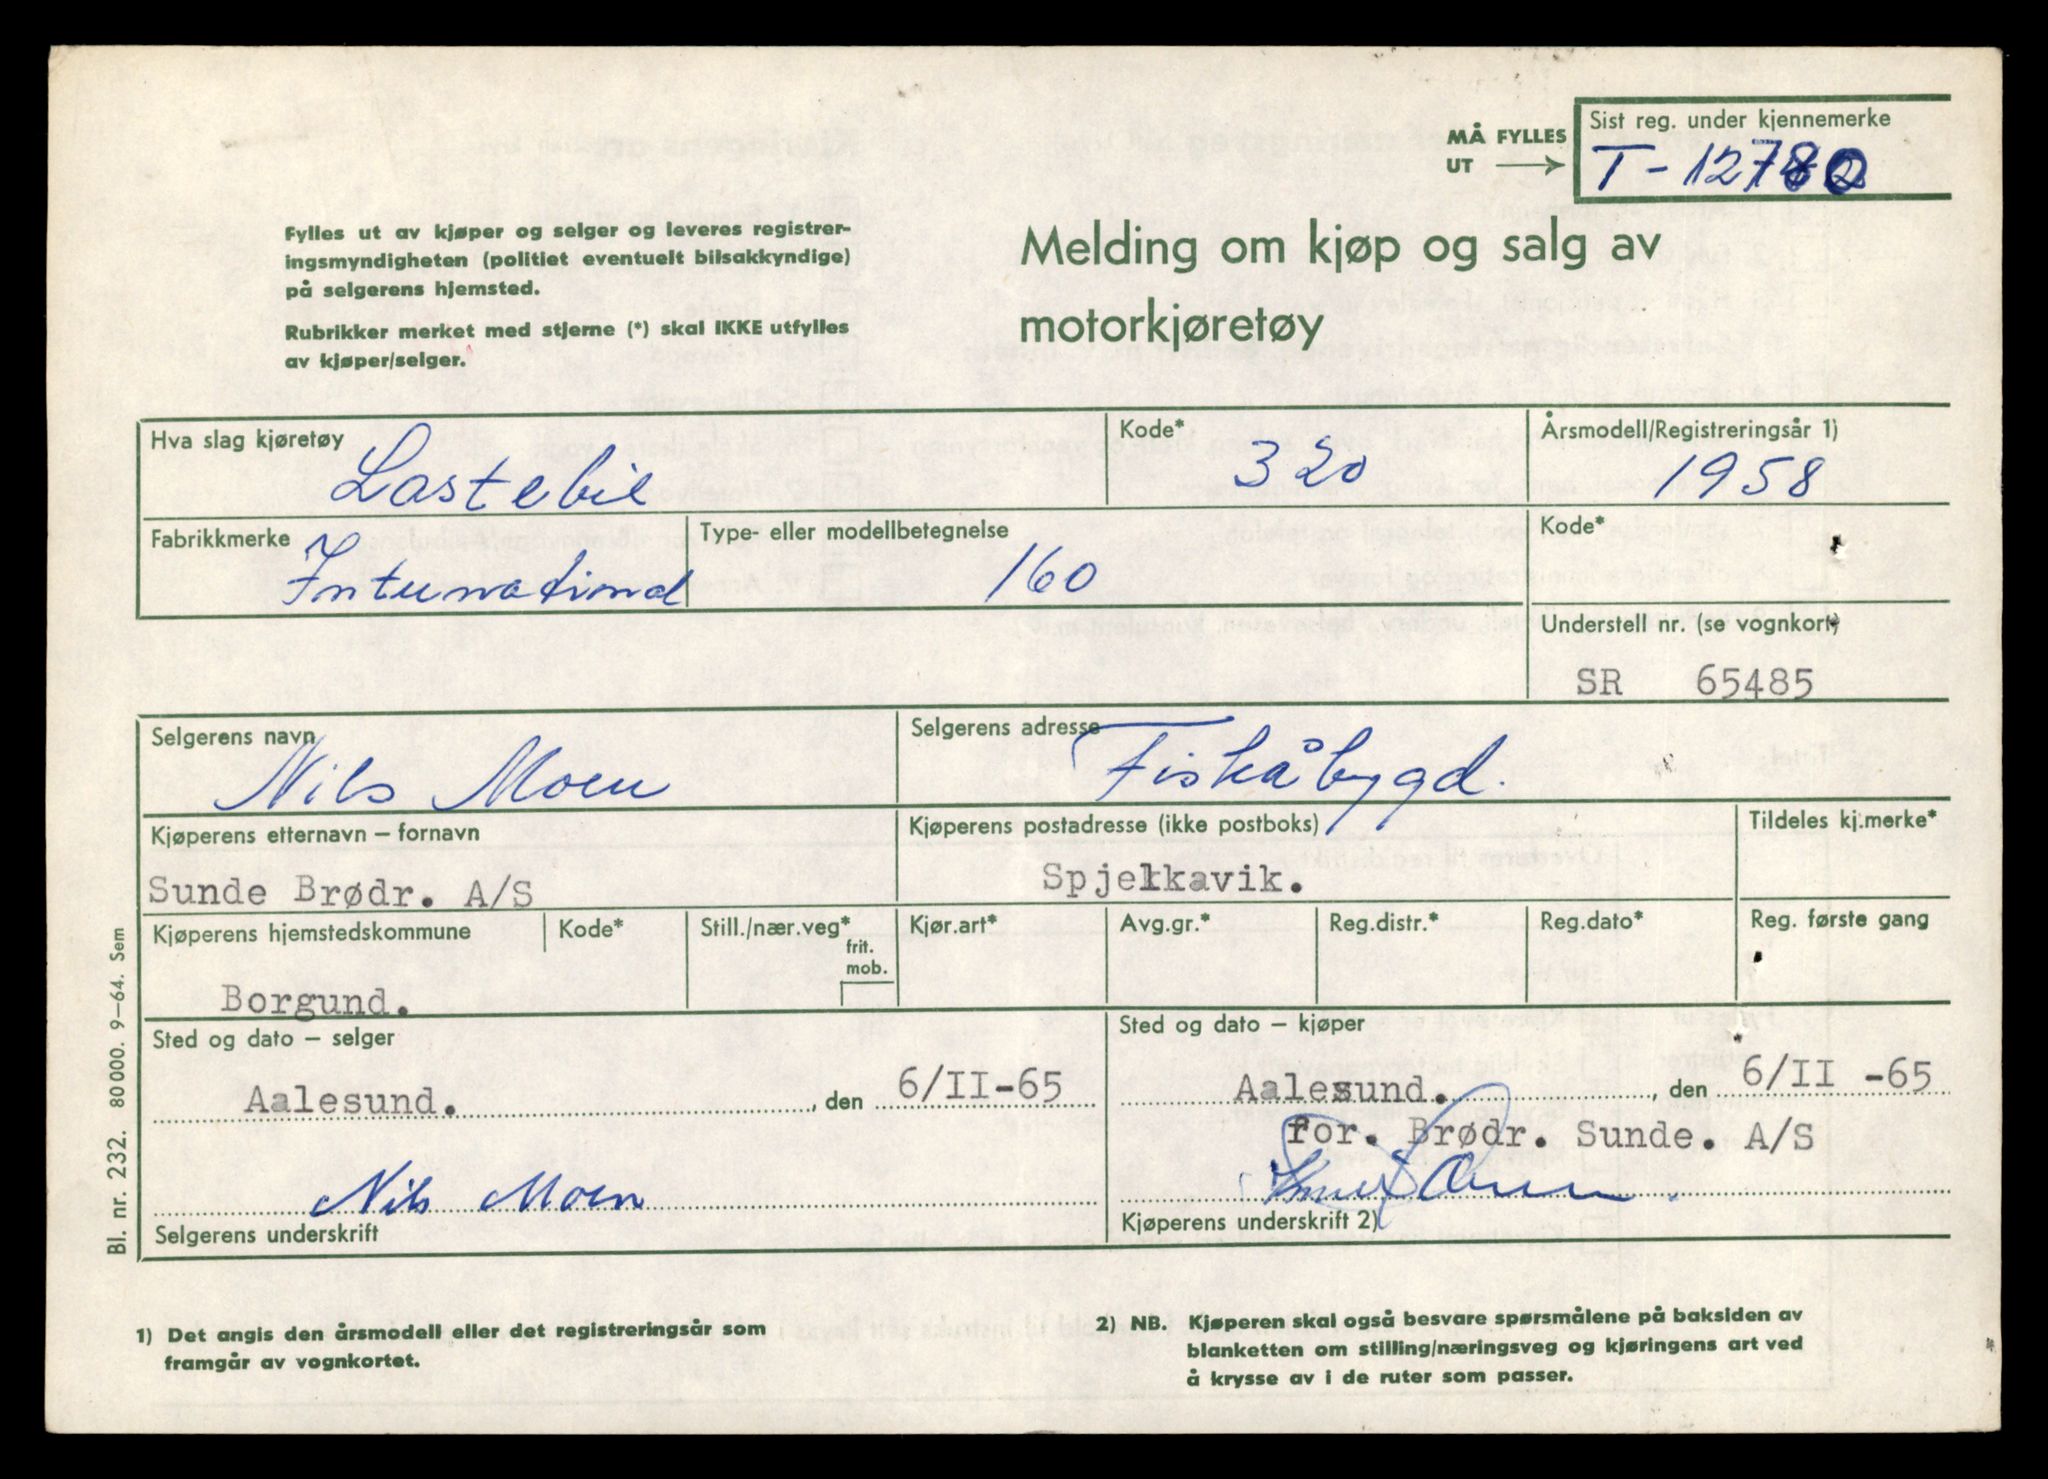 MÅ FYLLES UT
Sist reg. under kjennemerke
T-12780
Fylles ut av kjøper og selger og leveres registrer-
ingsmyndigheten (politiet eventuelt bilsakkyndige)
på selgerens hjemsted.
Rubrikker merket med stjerne (*) skal IKKE utfylles
av kjøper/selger.
Melding om kjøp og salg av
motorkjøretøy
Hva slag kjøretøy
Lastebil
Kode*
320
Årsmodell/Registreringsår 1)
1958
Fabrikkmerke
International
Type- eller modellbetegnelse
160
Kode*
Understell nr. (se vognkort)
SR 65485
Selgerens navn
Nils Moen
Selgerens adresse
Fiskåbygd.
Kjøperens etternavn – fornavn
Sunde Brødr. A/S
Kjøperens postadresse (ikke postboks)
Spjelkavik.
Tildeles kj.merke*
Kjøperens hjemstedskommune
Borgund.
Kode*
Still./nær.veg*
frit.
mob.
Kjør.art*
Avg.gr.*
Reg.distr.*
Reg.dato*
Reg. første gang
Sted og dato – selger
Aalesund. , den 6/II-65
Nils Moen
Selgerens underskrift
Sted og dato – kjøper
Aalesund. , den 6/II -65
for. Brødr. Sunde. A/S
Kjøperens underskrift 2)
Bl. nr. 232. 80 000. 9–64. Sem
1) Det angis den årsmodell eller det registreringsår som
framgår av vognkortet.
2) NB. Kjøperen skal også besvare spørsmålene på baksiden av
blanketten om stilling/næringsveg og kjøringens art ved
å krysse av i de ruter som passer.